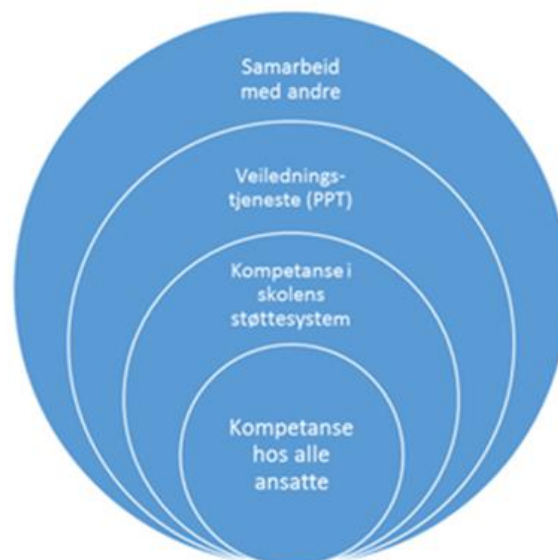 Samarbeid
med andre
Veilednings-
tjeneste (PPT)
Kompetanse i
skolens
støttesystem
Kompetanse
hos alle
ansatte